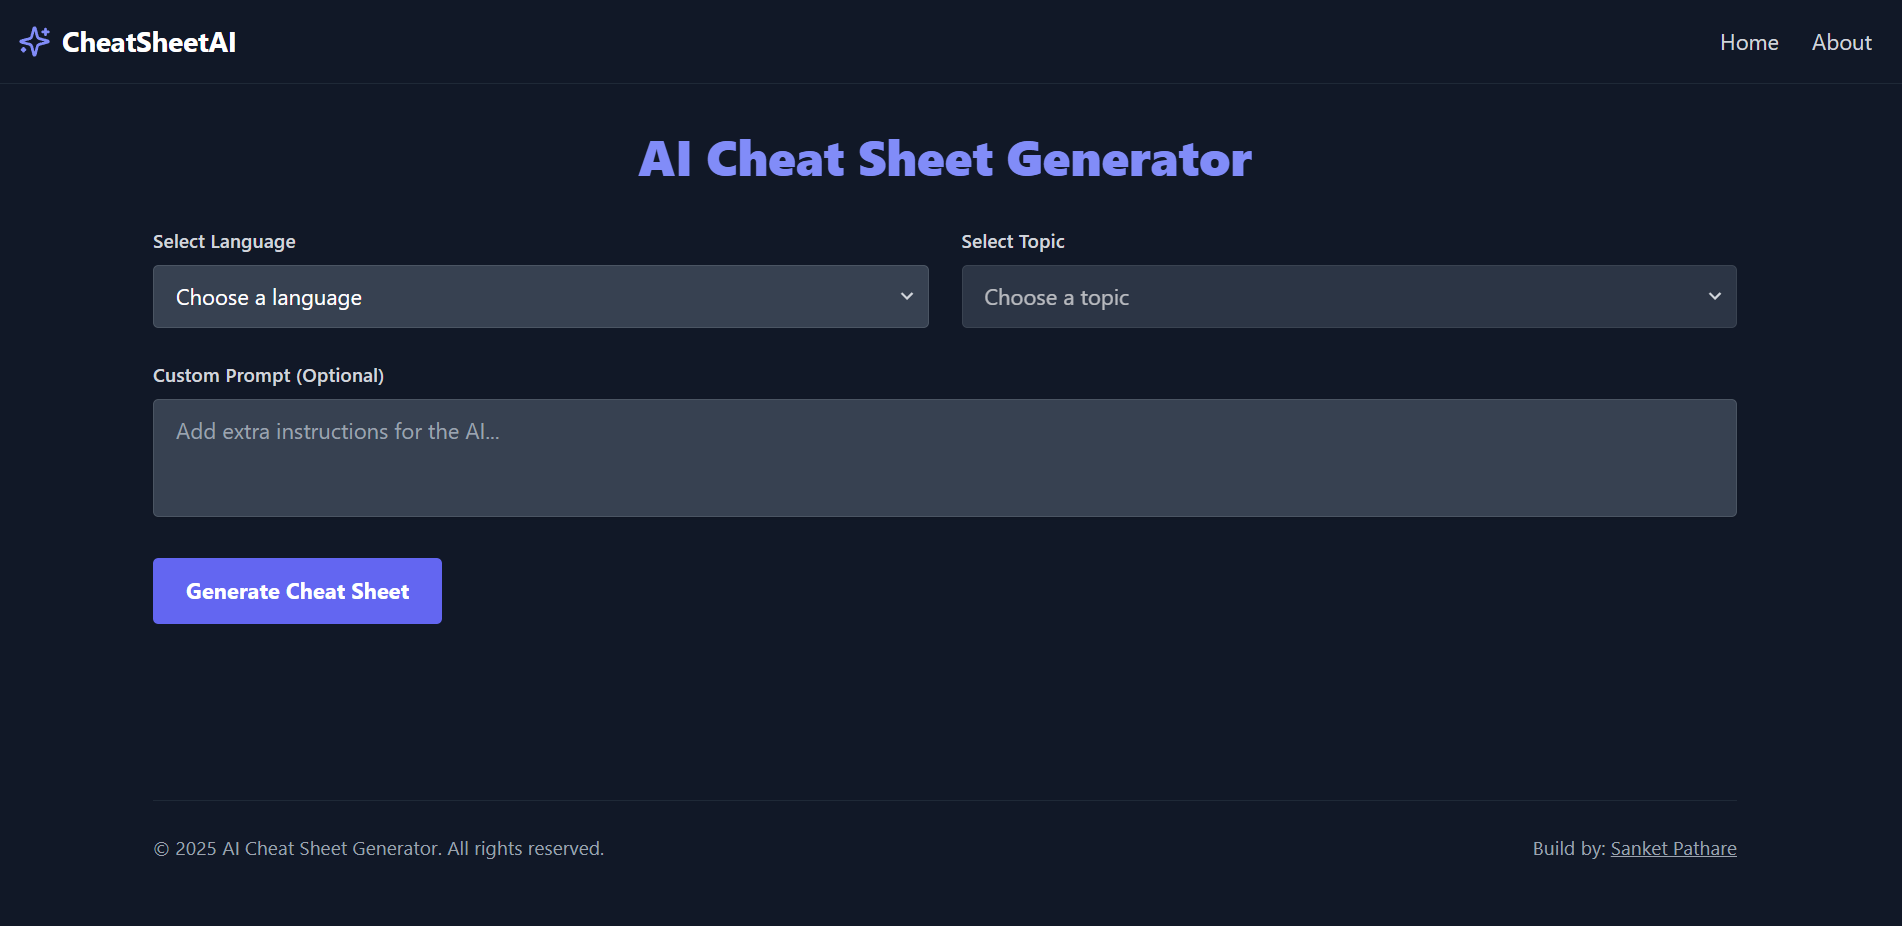 CheatSheetAI
Home
About
AI Cheat Sheet Generator
Select Language
Select Topic
Choose a language
Choose a topic
Custom Prompt (Optional)
Add extra instructions for the AI...
Generate Cheat Sheet
© 2025 AI Cheat Sheet Generator. All rights reserved.
Build by: Sanket Pathare